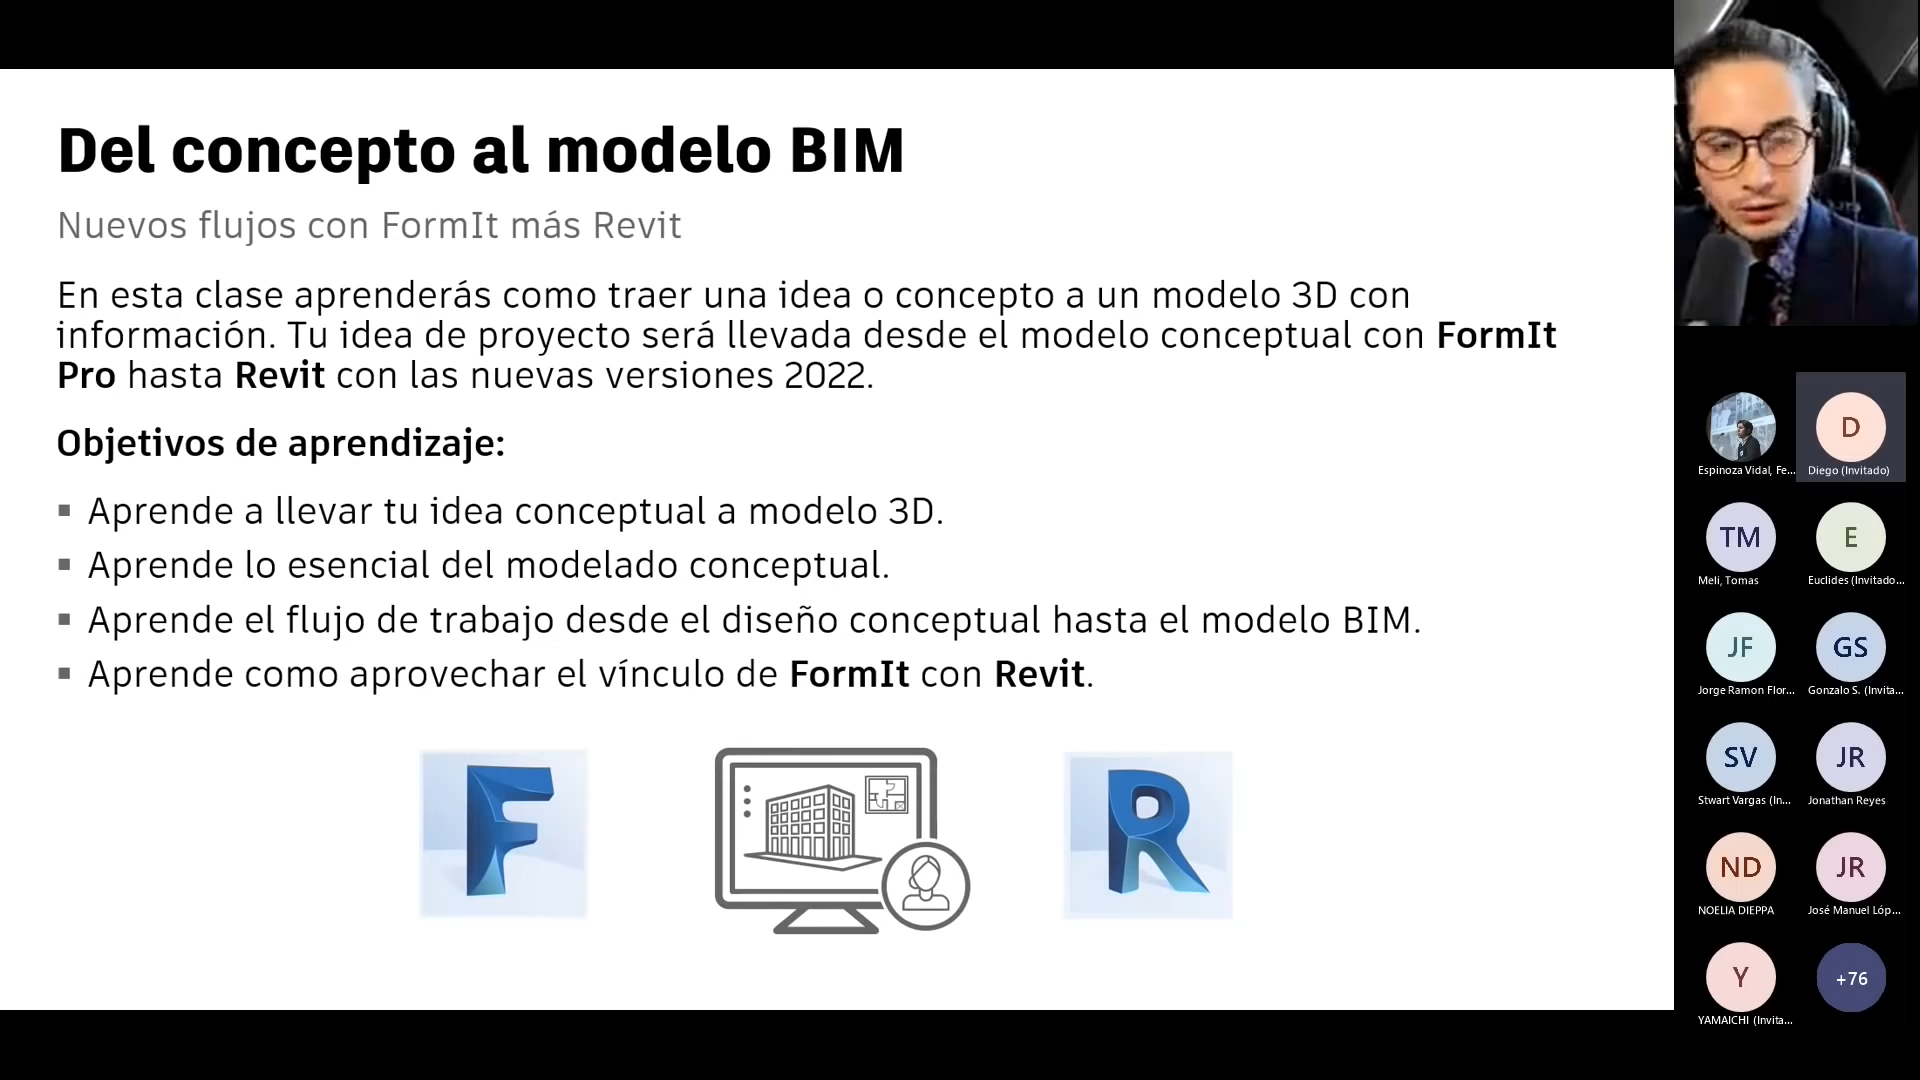 Del concepto al modelo BIM
Nuevos flujos con FormIt más Revit
En esta clase aprenderás como traer una idea o concepto a un modelo 3D con
información. Tu idea de proyecto será llevada desde el modelo conceptual con FormIt
Pro hasta Revit con las nuevas versiones 2022.
Objetivos de aprendizaje:
▪ Aprende a llevar tu idea conceptual a modelo 3D.
▪ Aprende lo esencial del modelado conceptual.
▪ Aprende el flujo de trabajo desde el diseño conceptual hasta el modelo BIM.
▪ Aprende como aprovechar el vínculo de FormIt con Revit.
F
R
Espinoza Vidal, Fe...
D
Diego (Invitado)
TM
Meli, Tomas
E
Euclides (Invitado...
JF
Jorge Ramon Flor...
GS
Gonzalo S. (Invita...
SV
Stwart Vargas (In...
JR
Jonathan Reyes
ND
NOELIA DIEPPA
JR
José Manuel Lóp...
Y
YAMAICHI (Invita...
+76